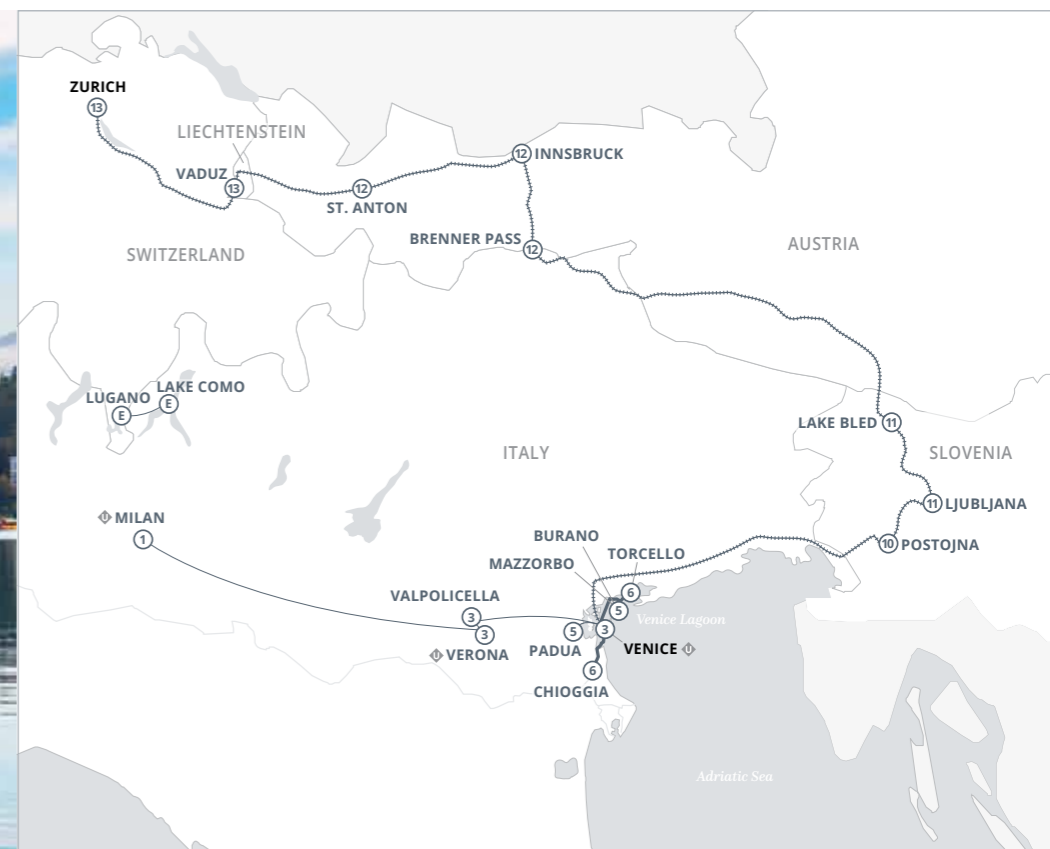 ZURICH
13
LIECHTENSTEIN
VADUZ
13
12
ST. ANTON
12 INNSBRUCK
BRENNER PASS
12
SWITZERLAND
AUSTRIA
LUGANO
E
LAKE COMO
E
ITALY
LAKE BLED 11
SLOVENIA
11 LJUBLJANA
10 POSTOJNA
U MILAN
1
BURANO
TORCELLO
MAZZORBO
6
5
VALPOLICELLA
3
3
U VERONA
5
PADUA
3
Venice Lagoon
VENICE U
6
CHIOGGIA
Adriatic Sea